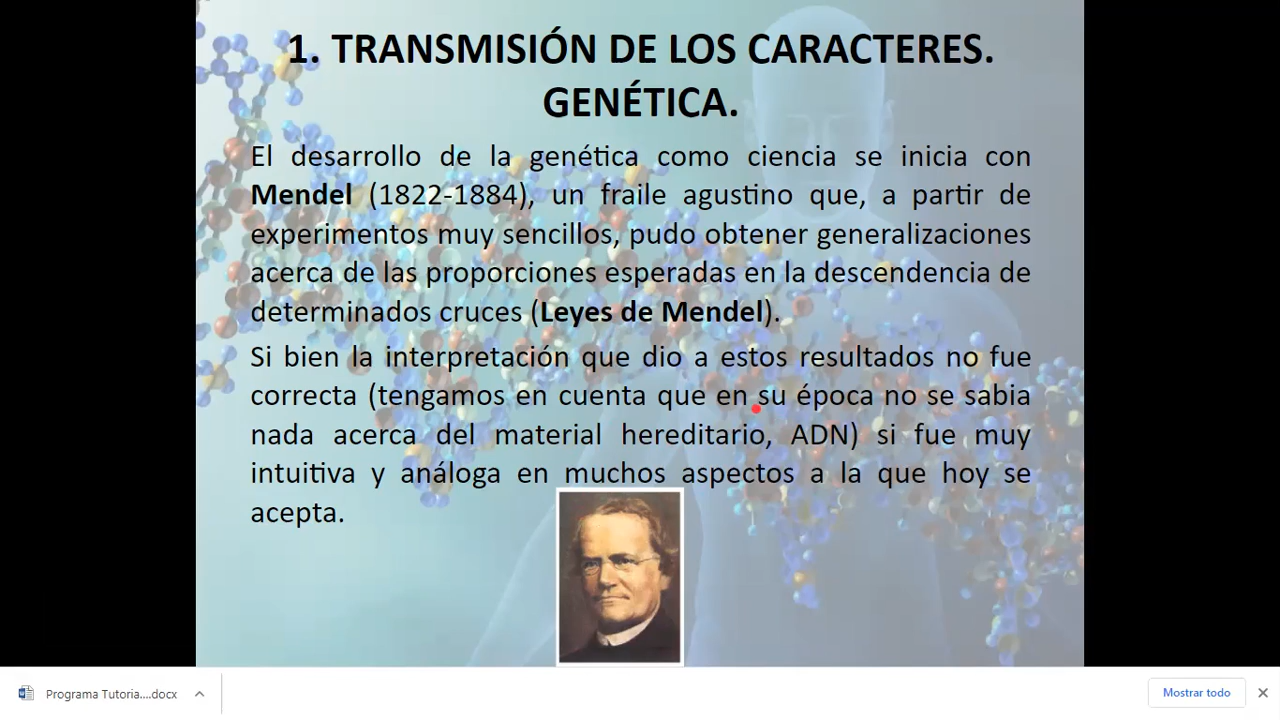 1. TRANSMISIÓN DE LOS CARACTERES.
GENÉTICA.
El desarrollo de la genética como ciencia se inicia con
Mendel (1822-1884), un fraile agustino que, a partir de
experimentos muy sencillos, pudo obtener generalizaciones
acerca de las proporciones esperadas en la descendencia de
determinados cruces (Leyes de Mendel).
Si bien la interpretación que dio a estos resultados no fue
correcta (tengamos en cuenta que en su época no se sabia
nada acerca del material hereditario, ADN) si fue muy
intuitiva y análoga en muchos aspectos a la que hoy se
acepta.
Programa Tutoria....docx
Mostrar todo